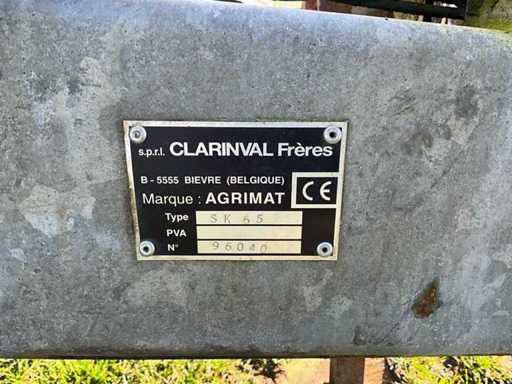 s.p.r.l. CLARINVAL Frères
B - 5555 BIEVRE (BELGIQUE)
Marque : AGRIMAT CE
Type SK 65
PVA
N° 96040